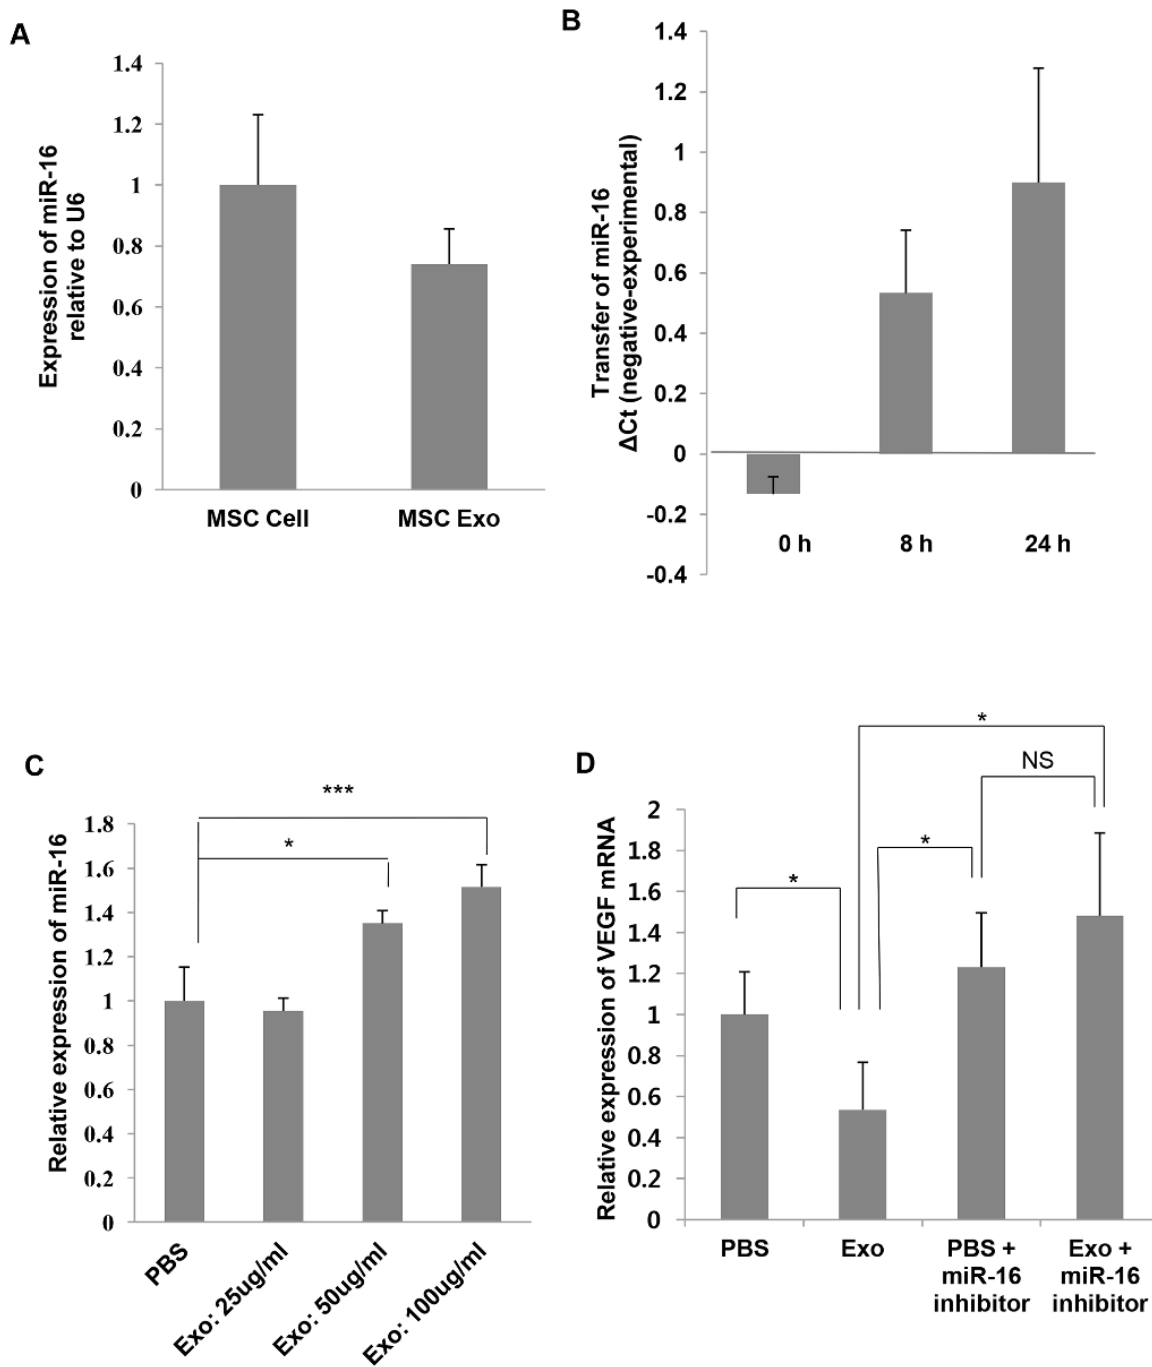 A
Expression of miR-16
relative to U6
1.4
1.2
1
0.8
0.6
0.4
0.2
0
MSC Cell
MSC Exo
B
Transfer of miR-16
ΔCt (negative-experimental)
1.4
1.2
1
0.8
0.6
0.4
0.2
0
-0.2
-0.4
0 h
8 h
24 h
C
Relative expression of miR-16
1.8
1.6
1.4
1.2
1
0.8
0.6
0.4
0.2
0
***
*
PBS
Exo: 25ug/ml
Exo: 50ug/ml
Exo: 100ug/ml
D
Relative expression of VEGF mRNA
2
1.8
1.6
1.4
1.2
1
0.8
0.6
0.4
0.2
0
*
NS
*
*
PBS
Exo
PBS +
miR-16
inhibitor
Exo +
miR-16
inhibitor